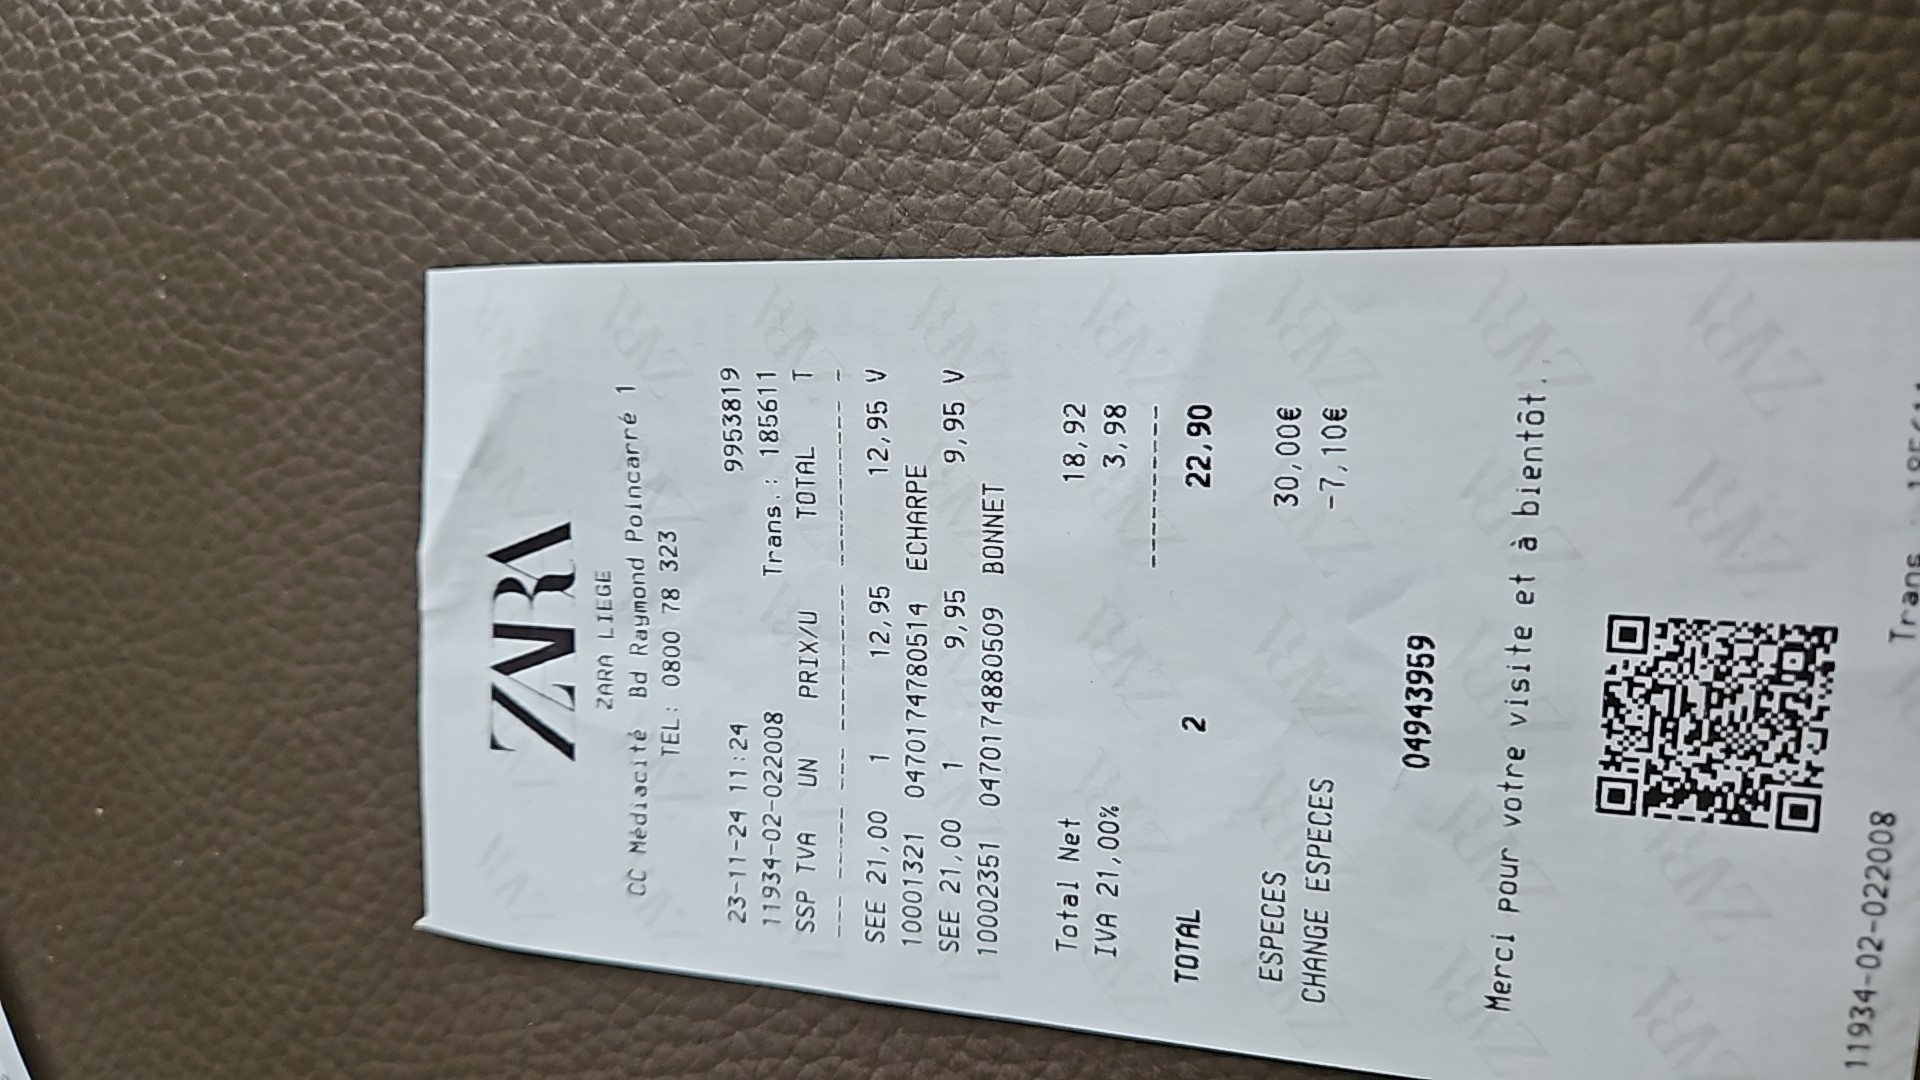 ZARA
ZARA LIEGE
CC Médiacité Bd Raymond Poincarré 1
TEL: 0800 78 323
23-11-24 11:24 9953819
11934-02-022008 Trans.: 185611
SSP TVA UN PRIX/U TOTAL T
SEE 21,00 1 12,95 12,95 V
10001321 04701747480514 ECHARPE
SEE 21,00 1 9,95 9,95 V
10002351 04701748880509 BONNET
Total Net 18,92
IVA 21,00% 3,98
TOTAL 2 22,90
ESPECES 30,00€
CHANGE ESPECES -7,10€
04943959
Merci pour votre visite et à bientôt.
11934-02-022008 Trans